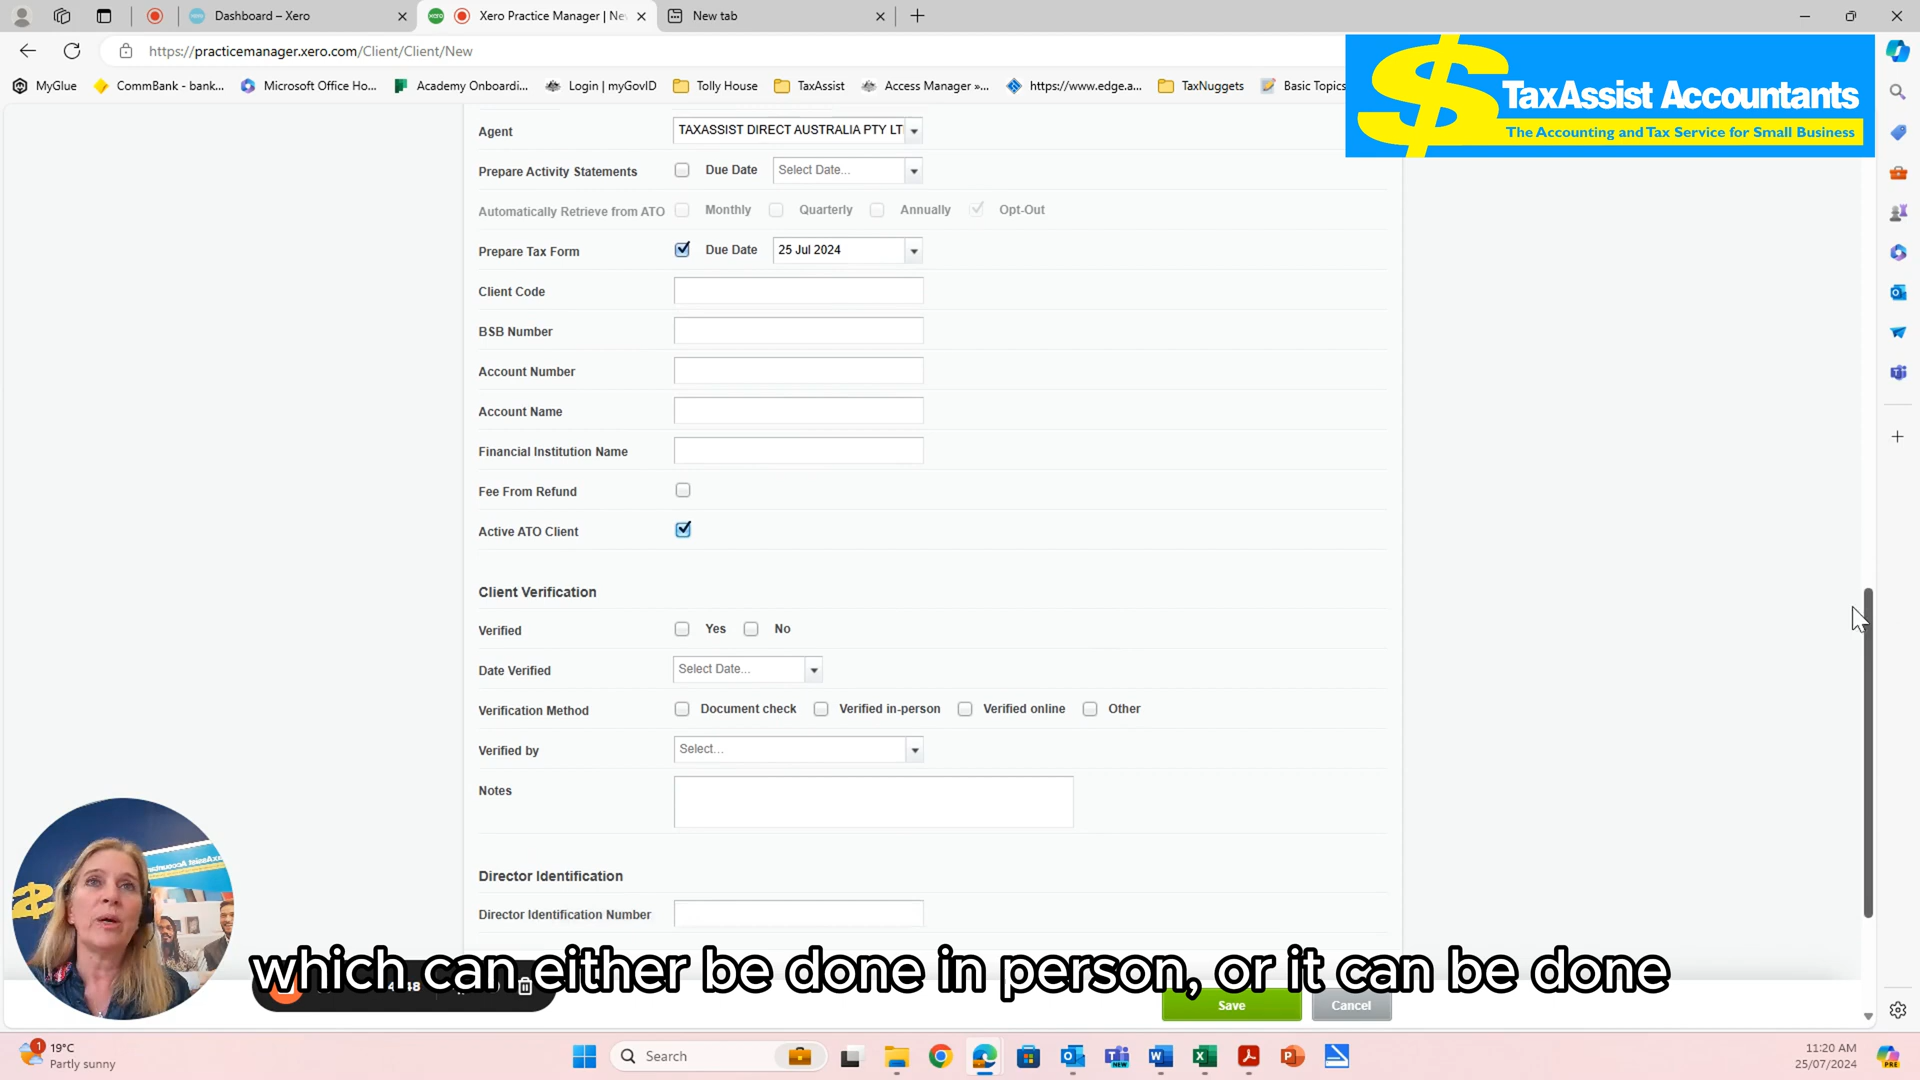 Dashboard – Xero
Xero Practice Manager | Ne
New tab
https://practicemanager.xero.com/Client/Client/New
MyGlue
CommBank - bank...
Microsoft Office Ho...
Academy Onboardi...
Login | myGovID
Tolly House
TaxAssist
Access Manager »...
https://www.edge.a...
TaxNuggets
Basic Topics
TaxAssist Accountants
The Accounting and Tax Service for Small Business
Agent TAXASSIST DIRECT AUSTRALIA PTY LT
Prepare Activity Statements Due Date Select Date...
Automatically Retrieve from ATO Monthly Quarterly Annually Opt-Out
Prepare Tax Form Due Date 25 Jul 2024
Client Code
BSB Number
Account Number
Account Name
Financial Institution Name
Fee From Refund
Active ATO Client
Client Verification
Verified Yes No
Date Verified Select Date...
Verification Method Document check Verified in-person Verified online Other
Verified by Select...
Notes
Director Identification
Director Identification Number
which can either be done in person, or it can be done
48
Save Cancel
1
19°C
Partly sunny
Search
NEW
11:20 AM
25/07/2024
PRE